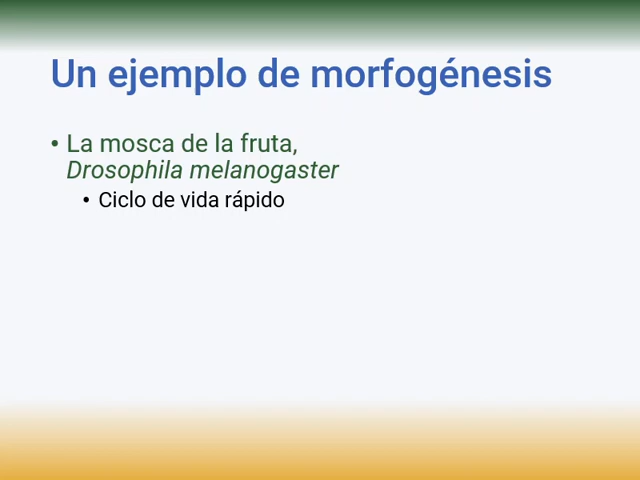 Un ejemplo de morfogénesis
• La mosca de la fruta,
Drosophila melanogaster
• Ciclo de vida rápido